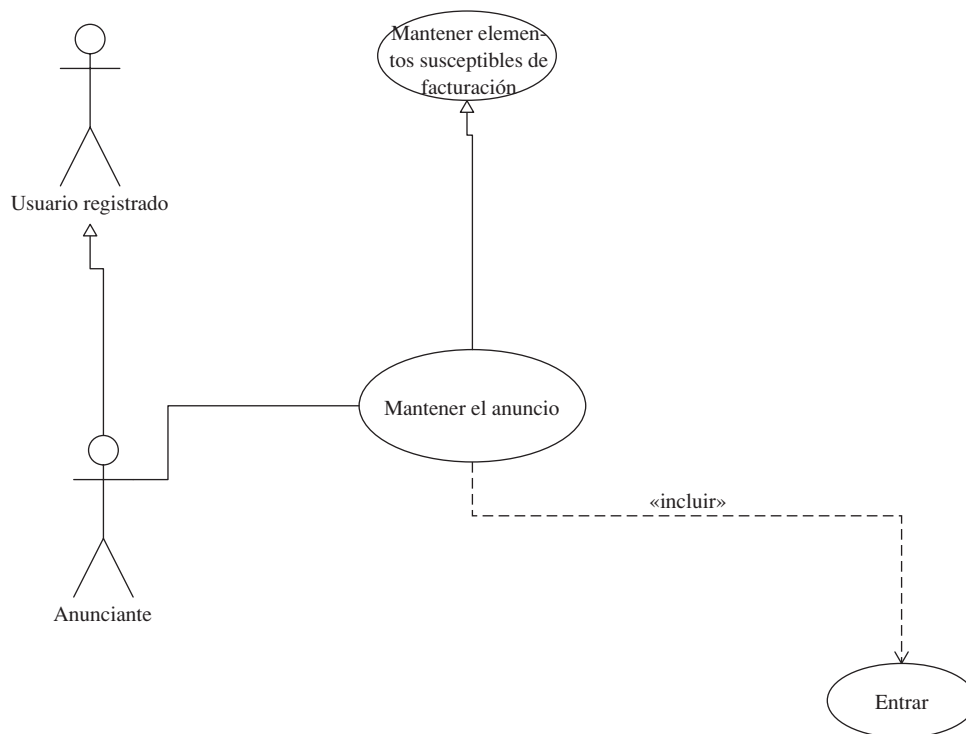 Mantener elemen-
tos susceptibles de
facturación
Usuario registrado
Mantener el anuncio
«incluir»
Anunciante
Entrar